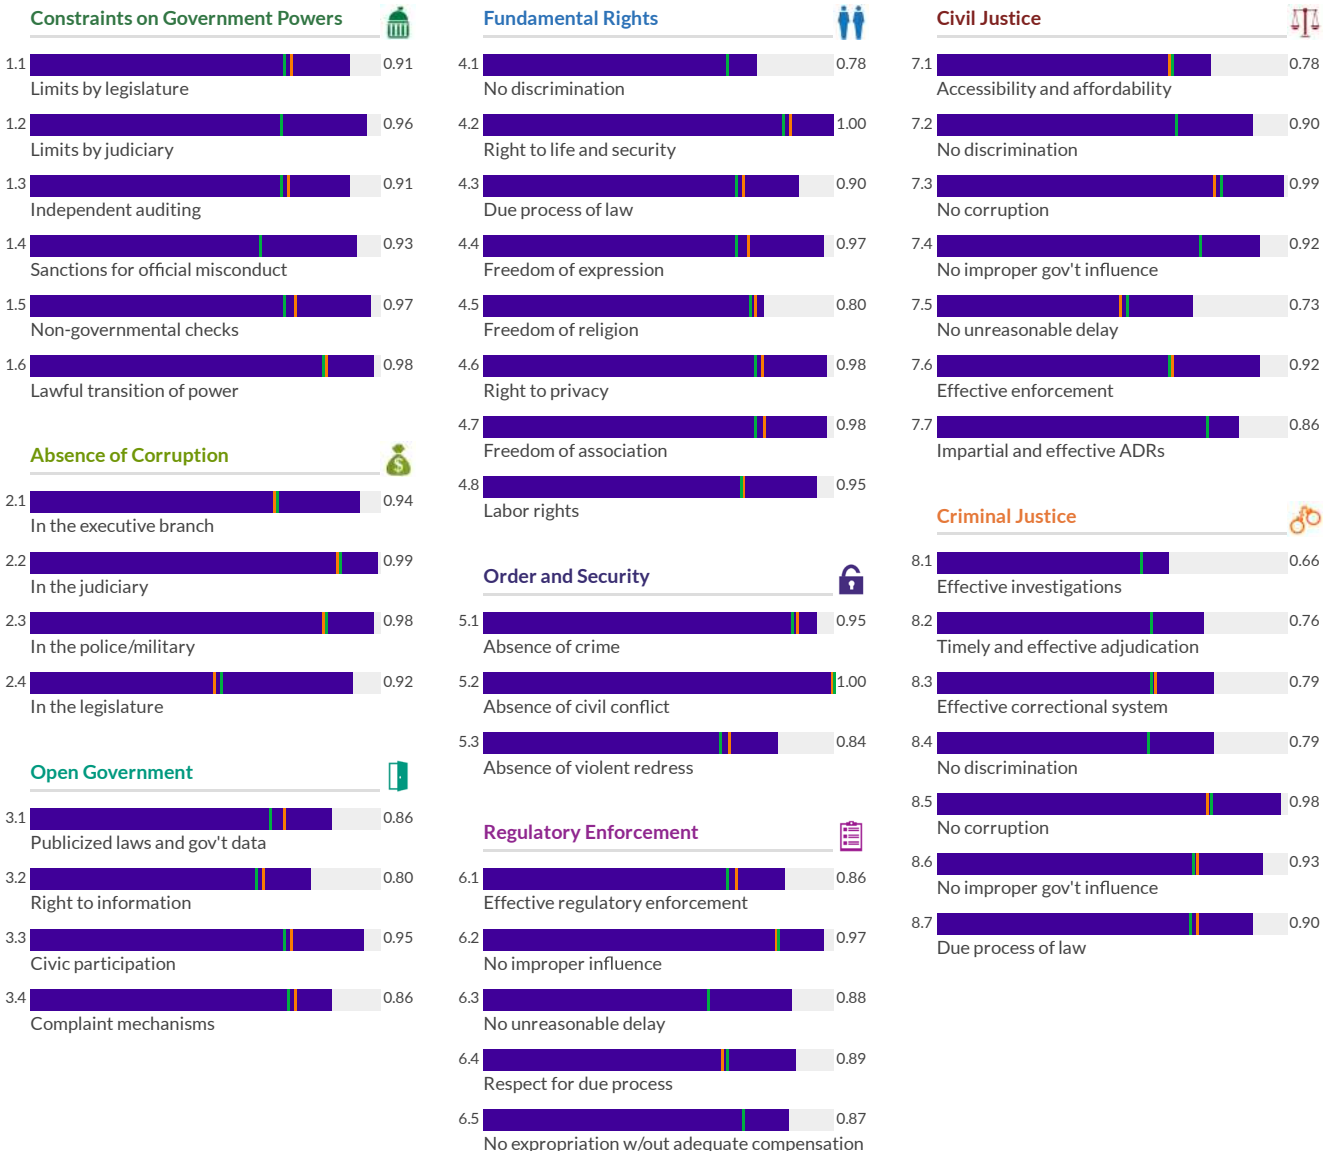 Constraints on Government Powers
1.1 0.91
Limits by legislature
1.2 0.96
Limits by judiciary
1.3 0.91
Independent auditing
1.4 0.93
Sanctions for official misconduct
1.5 0.97
Non-governmental checks
1.6 0.98
Lawful transition of power
Absence of Corruption
$
2.1 0.94
In the executive branch
2.2 0.99
In the judiciary
2.3 0.98
In the police/military
2.4 0.92
In the legislature
Open Government
3.1 0.86
Publicized laws and gov't data
3.2 0.80
Right to information
3.3 0.95
Civic participation
3.4 0.86
Complaint mechanisms
Fundamental Rights
4.1 0.78
No discrimination
4.2 1.00
Right to life and security
4.3 0.90
Due process of law
4.4 0.97
Freedom of expression
4.5 0.80
Freedom of religion
4.6 0.98
Right to privacy
4.7 0.98
Freedom of association
4.8 0.95
Labor rights
Order and Security
5.1 0.95
Absence of crime
5.2 1.00
Absence of civil conflict
5.3 0.84
Absence of violent redress
Regulatory Enforcement
6.1 0.86
Effective regulatory enforcement
6.2 0.97
No improper influence
6.3 0.88
No unreasonable delay
6.4 0.89
Respect for due process
6.5 0.87
No expropriation w/out adequate compensation
Civil Justice
7.1 0.78
Accessibility and affordability
7.2 0.90
No discrimination
7.3 0.99
No corruption
7.4 0.92
No improper gov't influence
7.5 0.73
No unreasonable delay
7.6 0.92
Effective enforcement
7.7 0.86
Impartial and effective ADRs
Criminal Justice
8.1 0.66
Effective investigations
8.2 0.76
Timely and effective adjudication
8.3 0.79
Effective correctional system
8.4 0.79
No discrimination
8.5 0.98
No corruption
8.6 0.93
No improper gov't influence
8.7 0.90
Due process of law